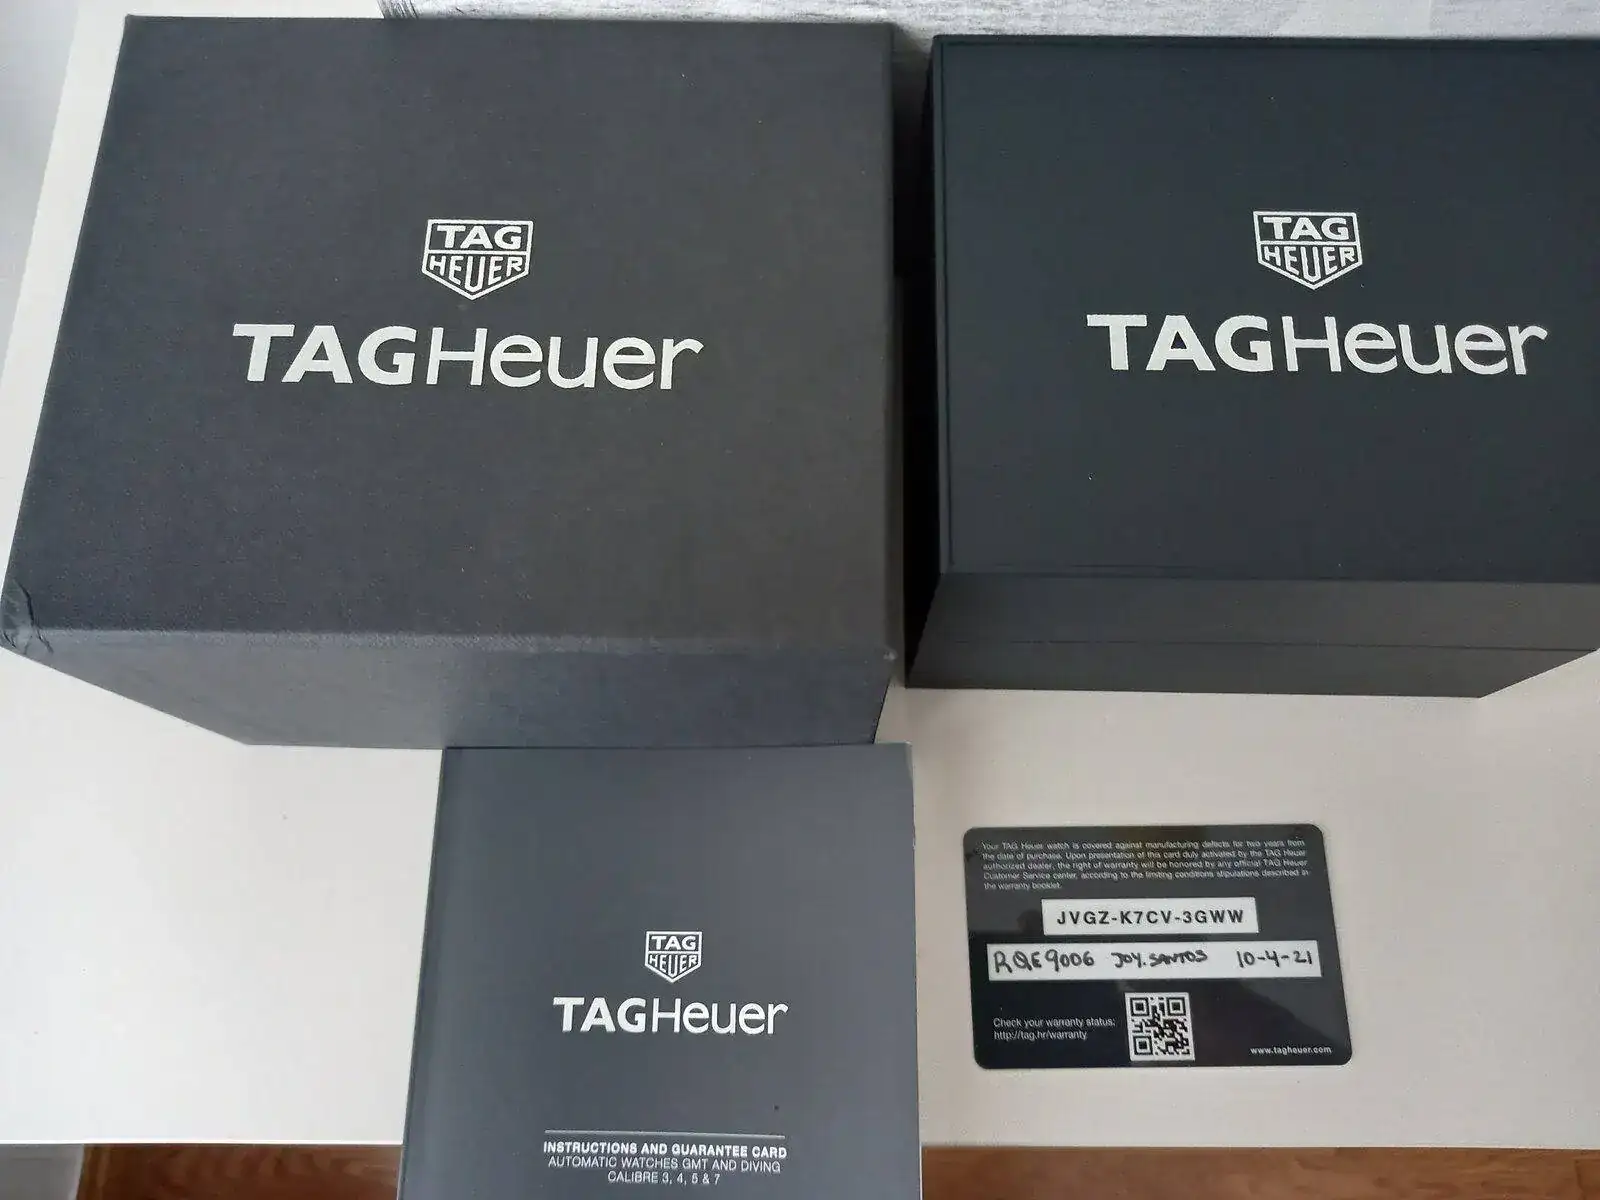 TAG
HEUER
TAGHeuer
TAG
HEUER
TAGHeuer
TAG
HEUER
TAGHeuer
INSTRUCTIONS AND GUARANTEE CARD
AUTOMATIC WATCHES GMT AND DIVING
CALIBRE 3, 4, 5 & 7
Your TAG Heuer watch is covered against manufacturing defects for two years from
the date of purchase. Upon presentation of this card duly activated by the TAG Heuer
authorized dealer, the right of warranty will be honored by any official TAG Heuer
Customer Service center, according to the limiting conditions stipulations described in
the warranty booklet.
JVGZ-K7CV-3GWW
RQE9006 JOY.SANTOS 10-4-21
Check your warranty status:
http://tag.hr/warranty
www.tagheuer.com